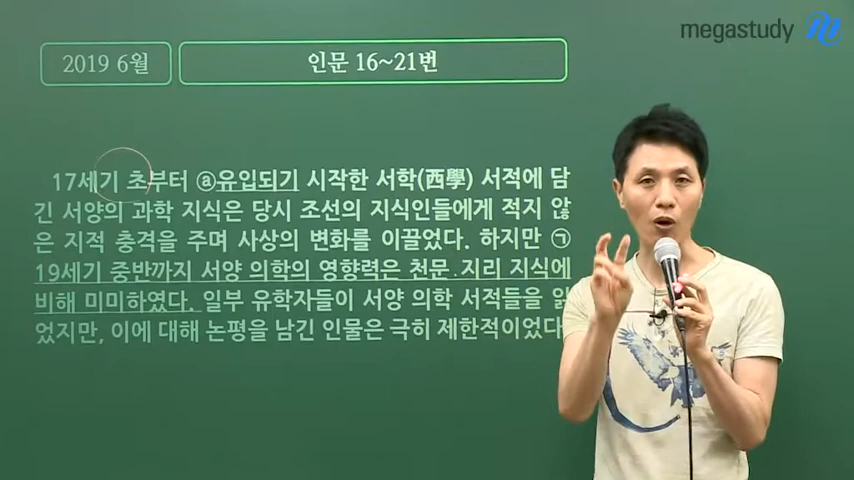 megastudy
2019 6월
인문 16~21번
17세기 초부터 ⓐ유입되기 시작한 서학(西學) 서적에 담
긴 서양의 과학 지식은 당시 조선의 지식인들에게 적지 않
은 지적 충격을 주며 사상의 변화를 이끌었다. 하지만 ㉠
19세기 중반까지 서양 의학의 영향력은 천문․지리 지식에
비해 미미하였다. 일부 유학자들이 서양 의학 서적들을 읽
었지만, 이에 대해 논평을 남긴 인물은 극히 제한적이었다